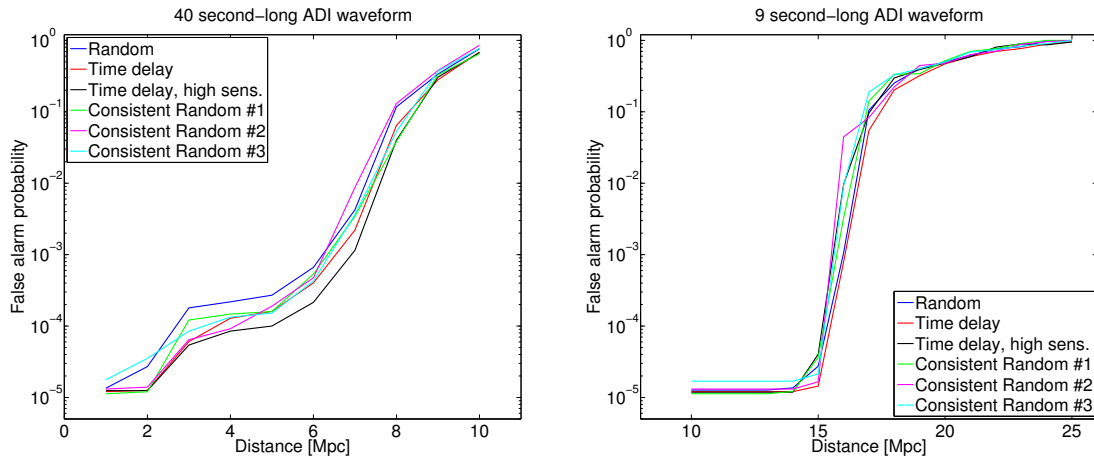 40 second-long ADI waveform
10^0
10^-1
10^-2
10^-3
10^-4
10^-5
False alarm probability
Random
Time delay
Time delay, high sens.
Consistent Random #1
Consistent Random #2
Consistent Random #3
0 2 4 6 8 10
Distance [Mpc]
9 second-long ADI waveform
10^0
10^-1
10^-2
10^-3
10^-4
10^-5
False alarm probability
Random
Time delay
Time delay, high sens.
Consistent Random #1
Consistent Random #2
Consistent Random #3
10 15 20 25
Distance [Mpc]